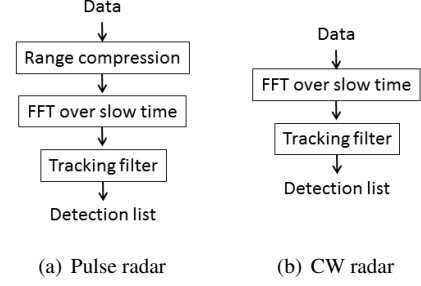 Data
Range compression
FFT over slow time
Tracking filter
Detection list
(a) Pulse radar
Data
FFT over slow time
Tracking filter
Detection list
(b) CW radar